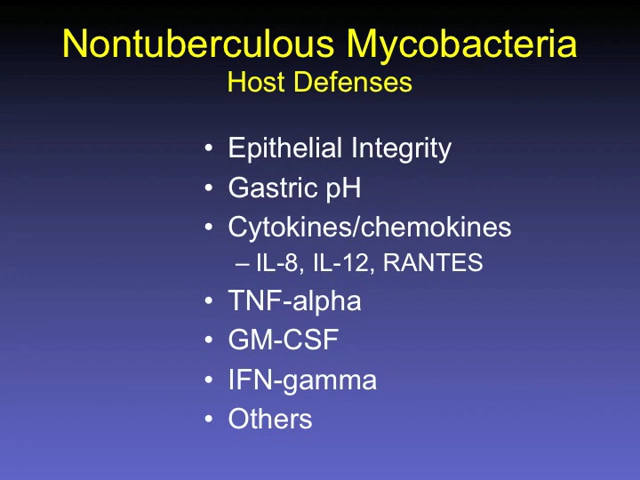 Nontuberculous Mycobacteria
Host Defenses
• Epithelial Integrity
• Gastric pH
• Cytokines/chemokines
– IL-8, IL-12, RANTES
• TNF-alpha
• GM-CSF
• IFN-gamma
• Others